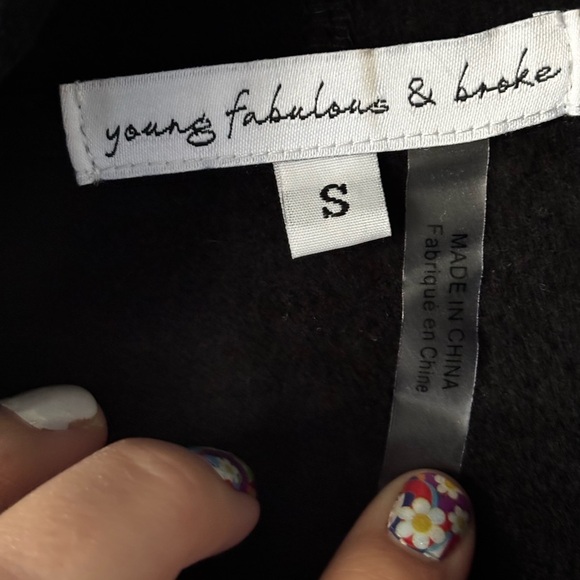 young fabulous & broke
S
MADE IN CHINA
Fabriqué en Chine